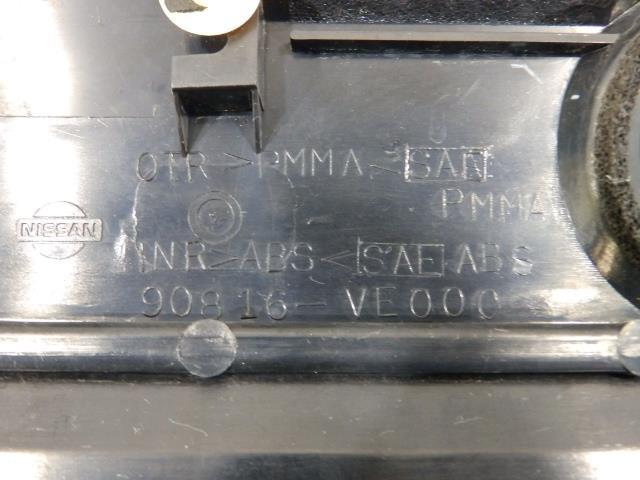 OTR>PMMA>SAE
PMMA
NISSAN
INR>ABS<SAE ABS
90816-VE000